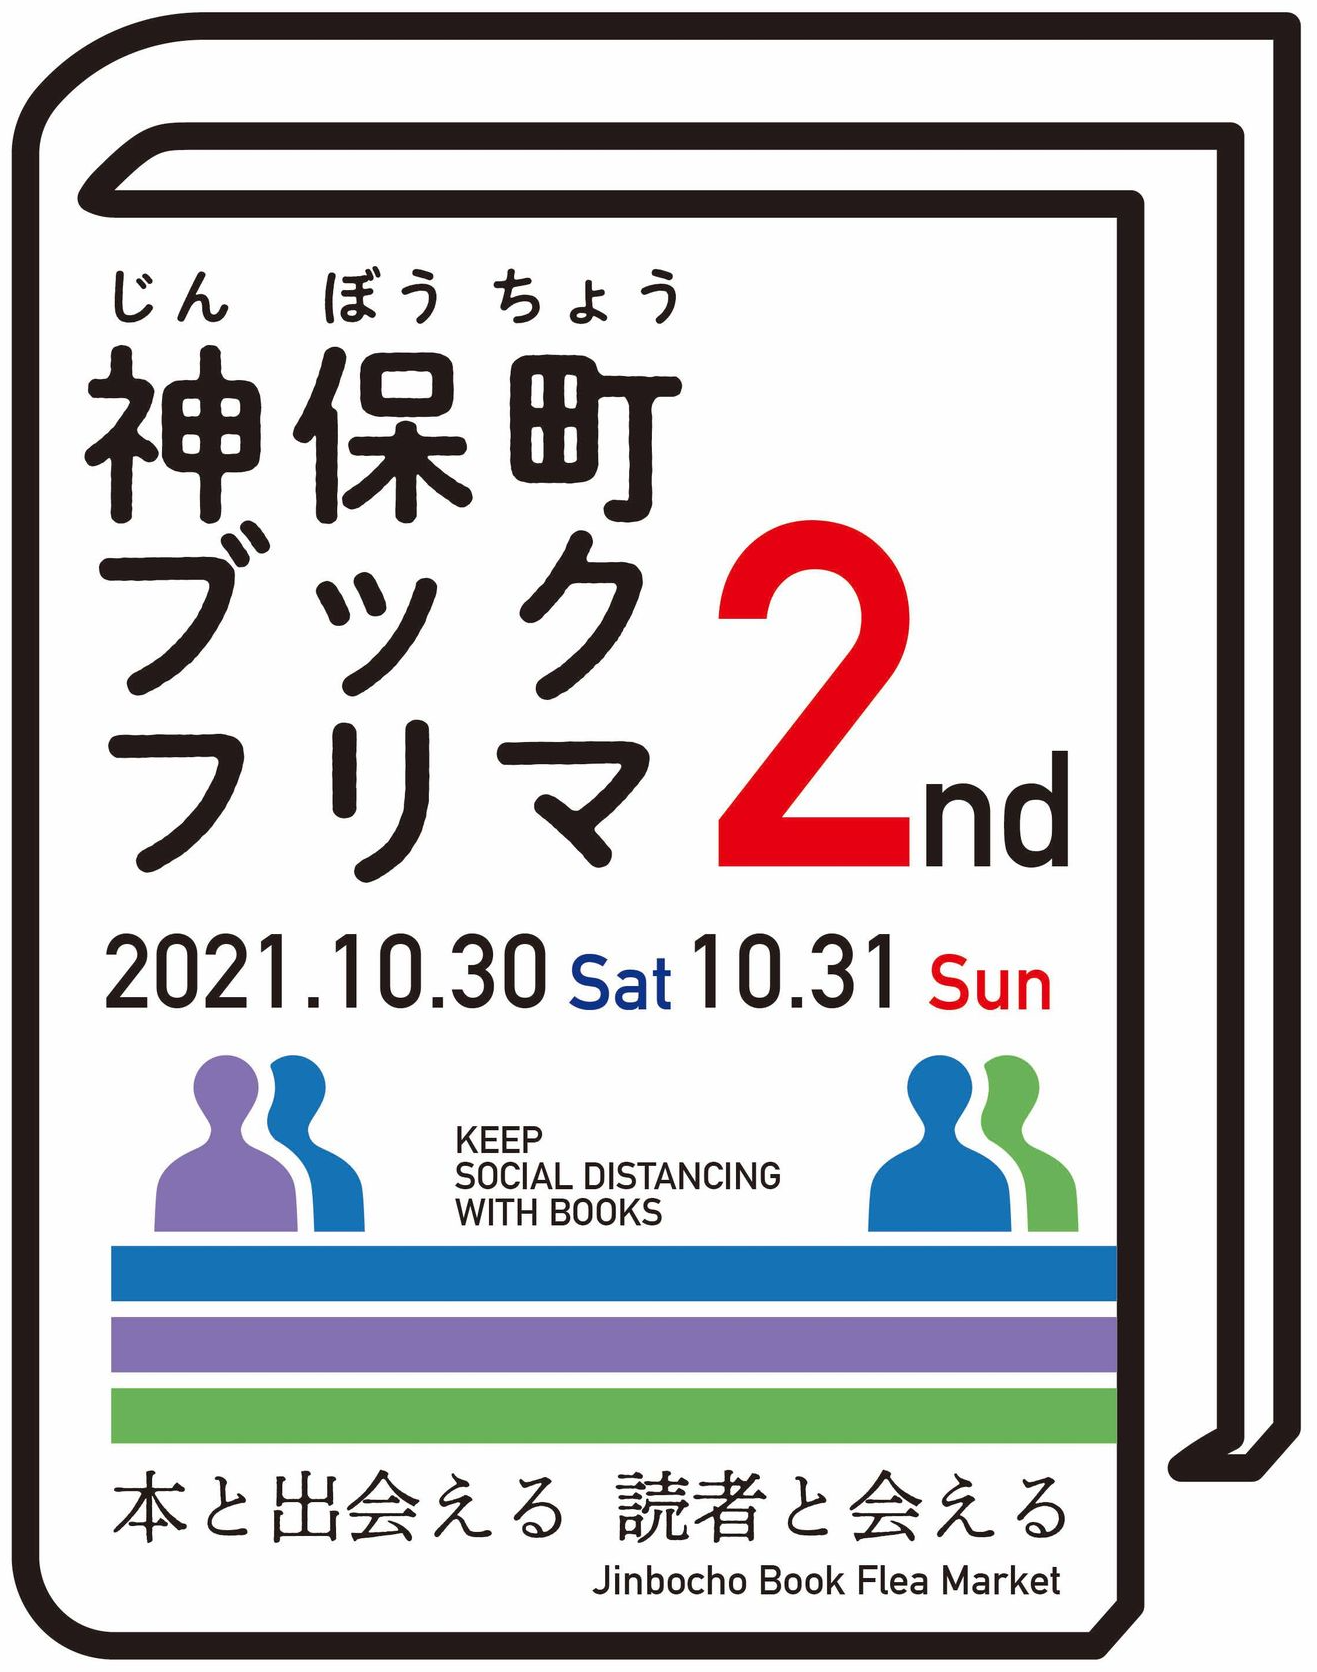 じんぼうちょう
神保町
ブック
フリマ
2nd
2021.10.30 Sat 10.31 Sun
KEEP
SOCIAL DISTANCING
WITH BOOKS
本と出会える 読者と会える
Jinbocho Book Flea Market